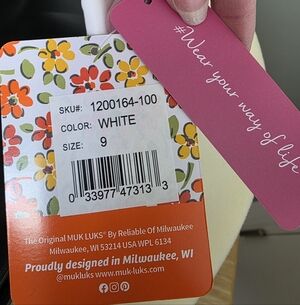 #Wear your way of life
SKU#: 1200164-100
COLOR: WHITE
SIZE: 9
0 33977 47313 3
The Original MUK LUKS® By Reliable Of Milwaukee
Milwaukee, WI 53214 USA WPL 6134
Proudly designed in Milwaukee, WI
@mukluks www.muk-luks.com